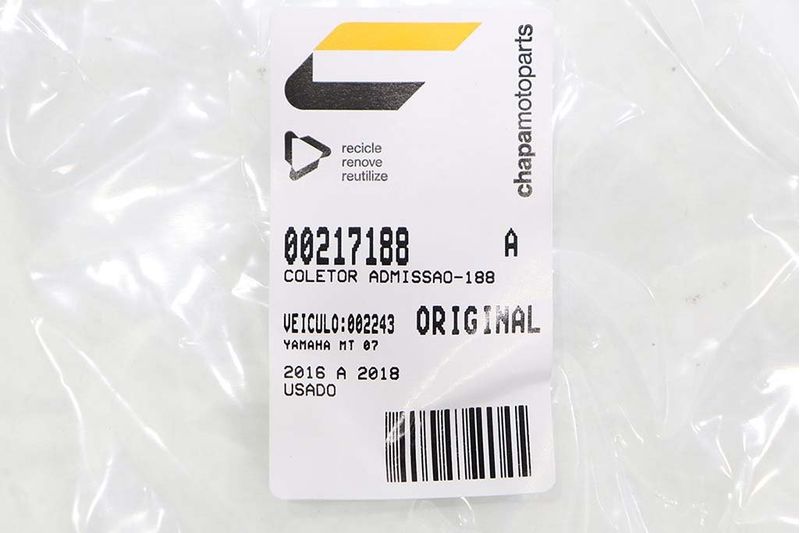 chapamotoparts
recicle
renove
reutilize
00217188 A
COLETOR ADMISSAO-188
VEICULO:002243 ORIGINAL
YAMAHA MT 07
2016 A 2018
USADO